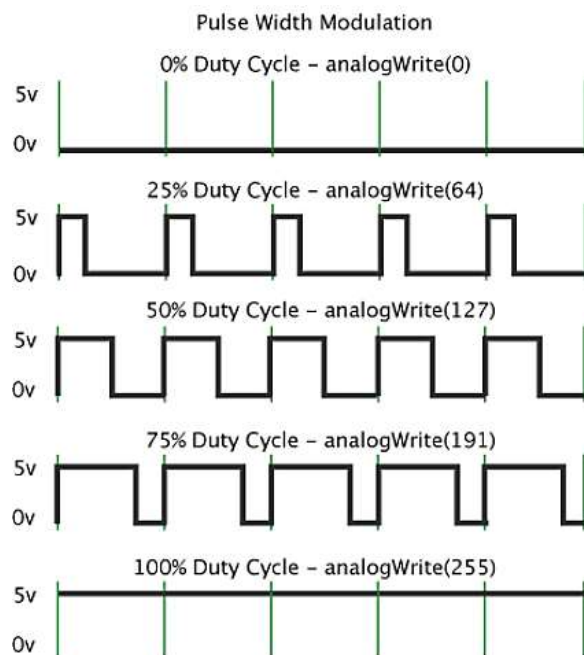 Pulse Width Modulation
0% Duty Cycle – analogWrite(0)
5v
0v
25% Duty Cycle – analogWrite(64)
5v
0v
50% Duty Cycle – analogWrite(127)
5v
0v
75% Duty Cycle – analogWrite(191)
5v
0v
100% Duty Cycle – analogWrite(255)
5v
0v